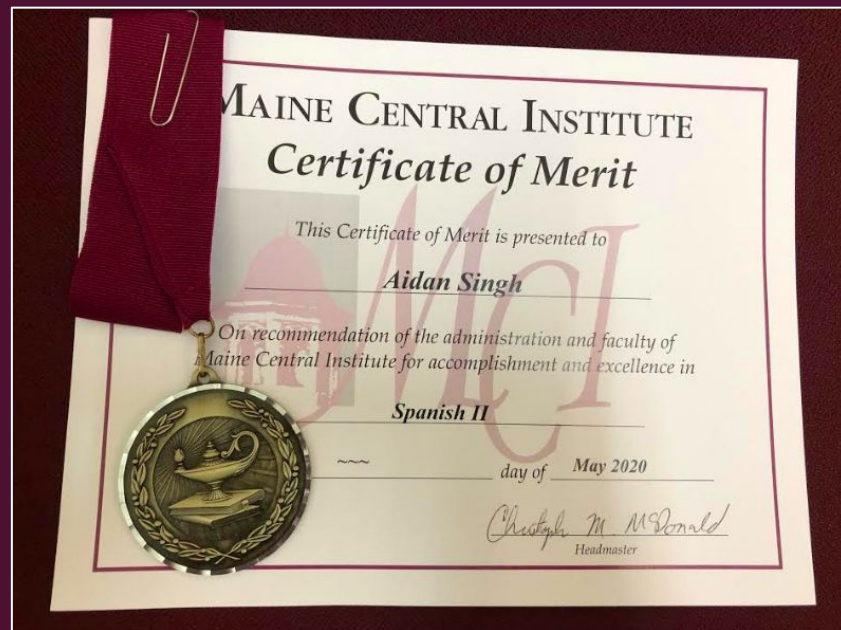 MAINE CENTRAL INSTITUTE
Certificate of Merit
This Certificate of Merit is presented to
Aidan Singh
On recommendation of the administration and faculty of
Maine Central Institute for accomplishment and excellence in
Spanish II
~~~ day of May 2020
Christoph M. McDonald
Headmaster
MCI